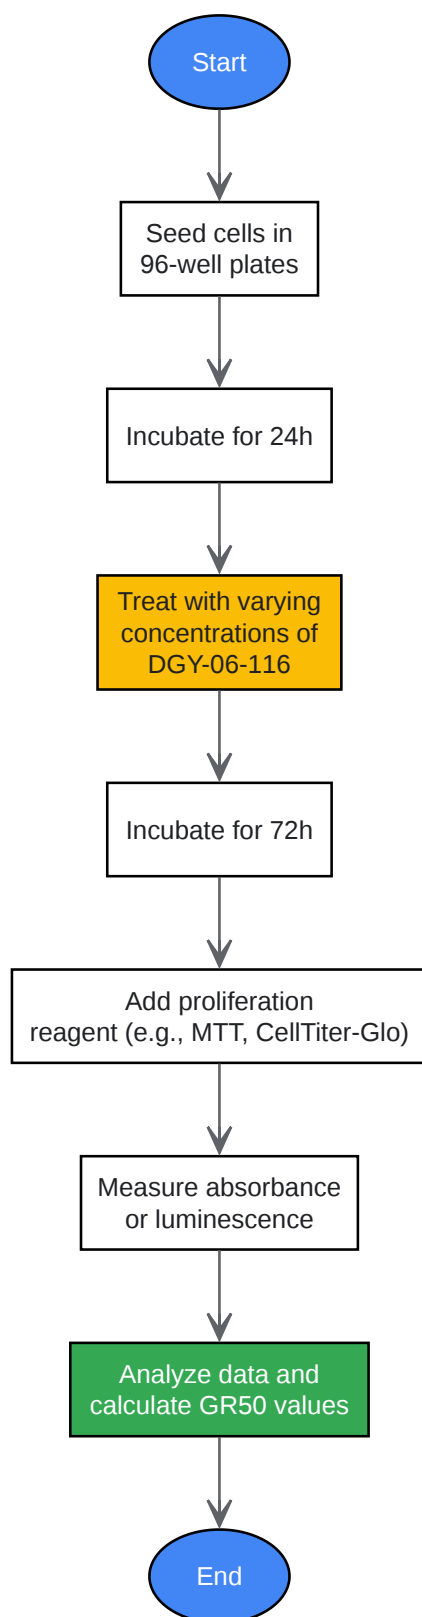 Start
Seed cells in
96-well plates
Incubate for 24h
Treat with varying
concentrations of
DGY-06-116
Incubate for 72h
Add proliferation
reagent (e.g., MTT, CellTiter-Glo)
Measure absorbance
or luminescence
Analyze data and
calculate GR50 values
End